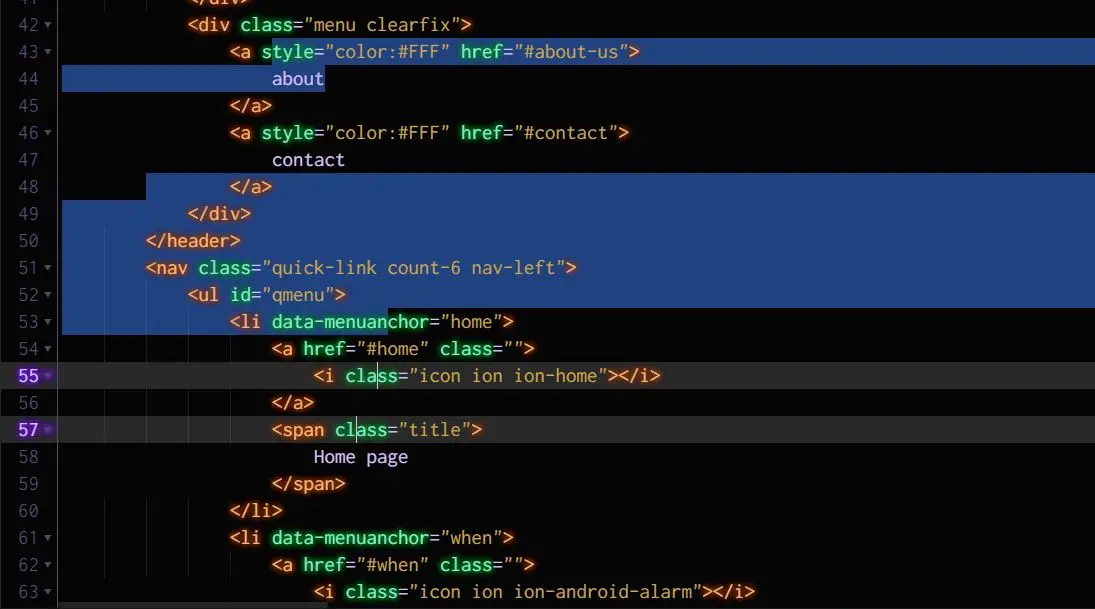 41 </div>
42 <div class="menu clearfix">
43 <a style="color:#FFF" href="#about-us">
44 about
45 </a>
46 <a style="color:#FFF" href="#contact">
47 contact
48 </a>
49 </div>
50 </header>
51 <nav class="quick-link count-6 nav-left">
52 <ul id="qmenu">
53 <li data-menuanchor="home">
54 <a href="#home" class="">
55 <i class="icon ion ion-home"></i>
56 </a>
57 <span class="title">
58 Home page
59 </span>
60 </li>
61 <li data-menuanchor="when">
62 <a href="#when" class="">
63 <i class="icon ion ion-android-alarm"></i>